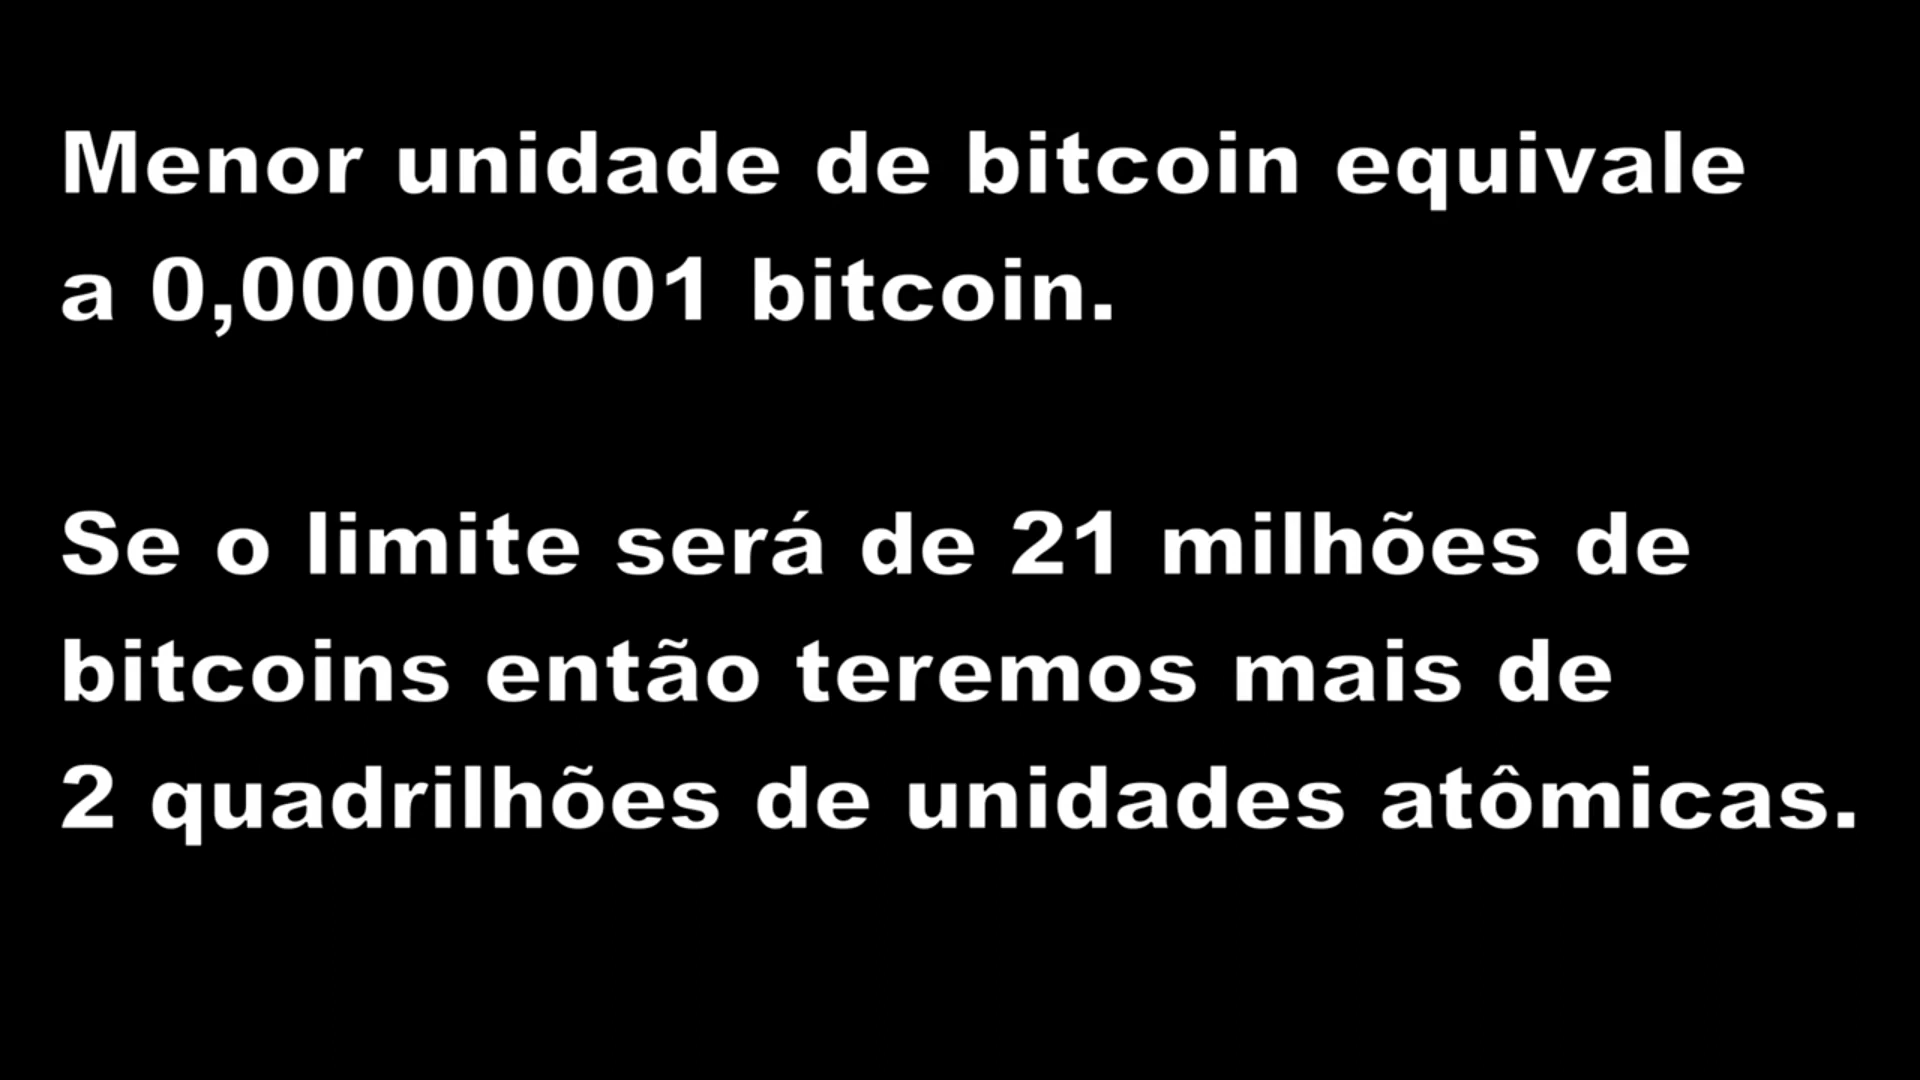 Menor unidade de bitcoin equivale
a 0,00000001 bitcoin.
Se o limite será de 21 milhões de
bitcoins então teremos mais de
2 quadrilhões de unidades atômicas.